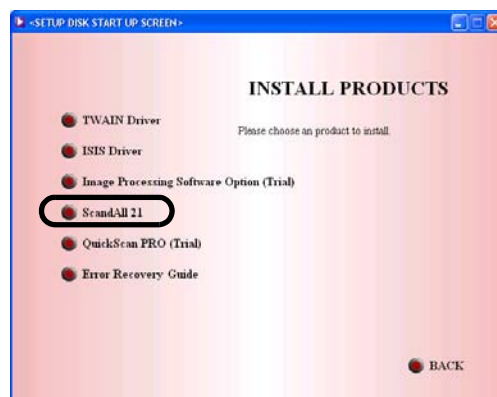 <SETUP DISK START UP SCREEN>
INSTALL PRODUCTS
Please choose an product to install.
TWAIN Driver
ISIS Driver
Image Processing Software Option (Trial)
ScandAll 21
QuickScan PRO (Trial)
Error Recovery Guide
BACK